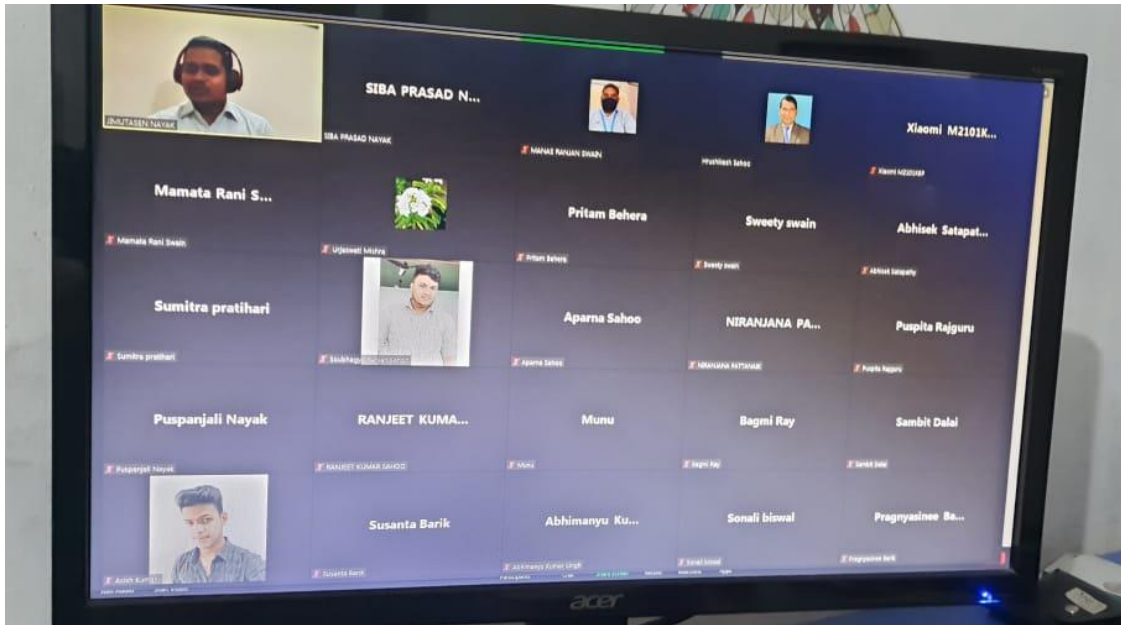 JIMUTASEN NAYAK
SIBA PRASAD N...
SIBA PRASAD NAYAK
MANAS RANJAN SWAIN
Hrushikesh Sahoo
Xiaomi M2101K...
Mamata Rani S...
Mamata Rani Swain
Urjaswati Mishra
Pritam Behera
Pritam Behera
Sweety swain
Sweety swain
Abhisek Satapat...
Abhisek Satapathy
Sumitra pratihari
Sumitra pratihari
Aparna Sahoo
Aparna Sahoo
NIRANJANA PA...
NIRANJANA PATTANAIK
Puspita Rajguru
Puspita Rajguru
Puspanjali Nayak
Puspanjali Nayak
RANJEET KUMA...
RANJEET KUMAR SAHOO
Munu
Munu
Bagmi Ray
Bagmi Ray
Sambit Dalai
Sambit Dalai
Susanta Barik
Susanta Barik
Abhimanyu Ku...
Abhimanyu Kumar Singh
Sonali biswal
Sonali biswal
Pragnyasinee Ba...
Pragnyasinee Barik
acer